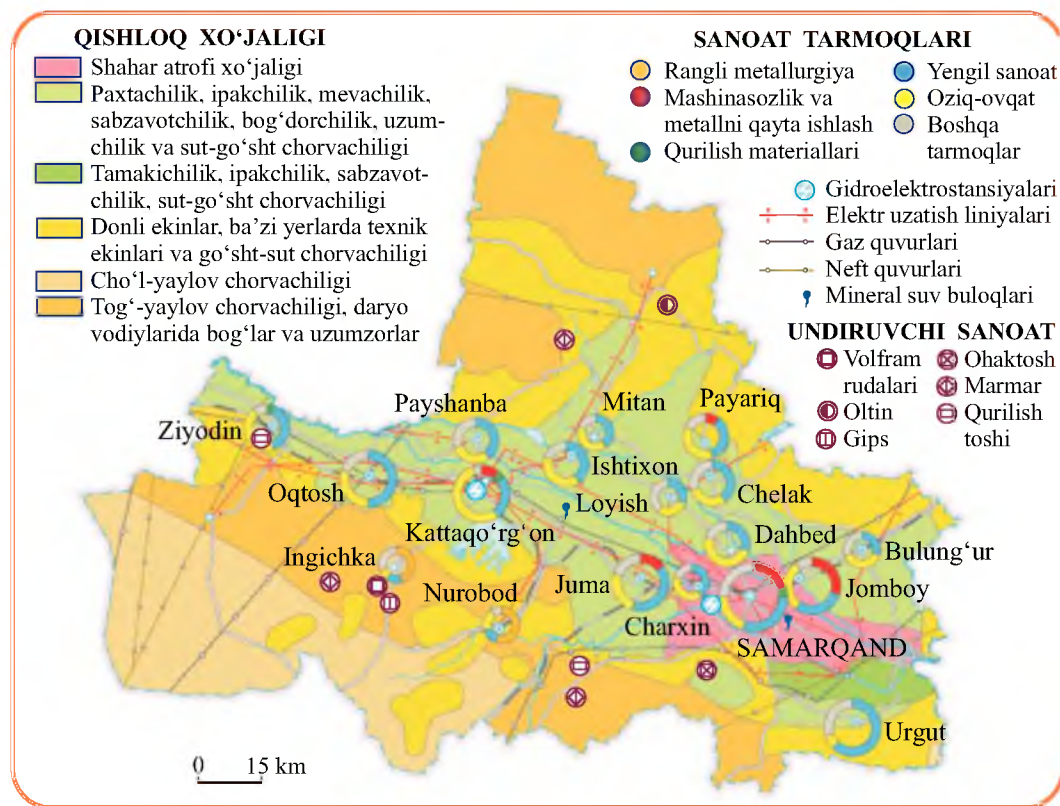 QISHLOQ XO‘JALIGI
Shahar atrofi xo‘jaligi
Paxtachilik, ipakchilik, mevachilik,
sabzavotchilik, bog‘dorchilik, uzum-
chilik va sut-go‘sht chorvachiligi
Tamakichilik, ipakchilik, sabzavot-
chilik, sut-go‘sht chorvachiligi
Donli ekinlar, ba’zi yerlarda texnik
ekinlari va go‘sht-sut chorvachiligi
Cho‘l-yaylov chorvachiligi
Tog‘-yaylov chorvachiligi, daryo
vodiylarida bog‘lar va uzumzorlar
SANOAT TARMOQLARI
Rangli metallurgiya
Mashinasozlik va
metallni qayta ishlash
Qurilish materiallari
Yengil sanoat
Oziq-ovqat
Boshqa
tarmoqlar
Gidroelektrostansiyalari
Elektr uzatish liniyalari
Gaz quvurlari
Neft quvurlari
Mineral suv buloqlari
UNDIRUVCHI SANOAT
Volfram
rudalari
Oltin
Gips
Ohaktosh
Marmar
Qurilish
toshi
Payshanba
Mitan
Payariq
Ziyodin
Ishtixon
Oqtosh
Loyish
Chelak
Kattaqo‘rg‘on
Dahbed
Ingichka
Bulung‘ur
Nurobod
Juma
Jomboy
Charxin
SAMARQAND
Urgut
0 15 km